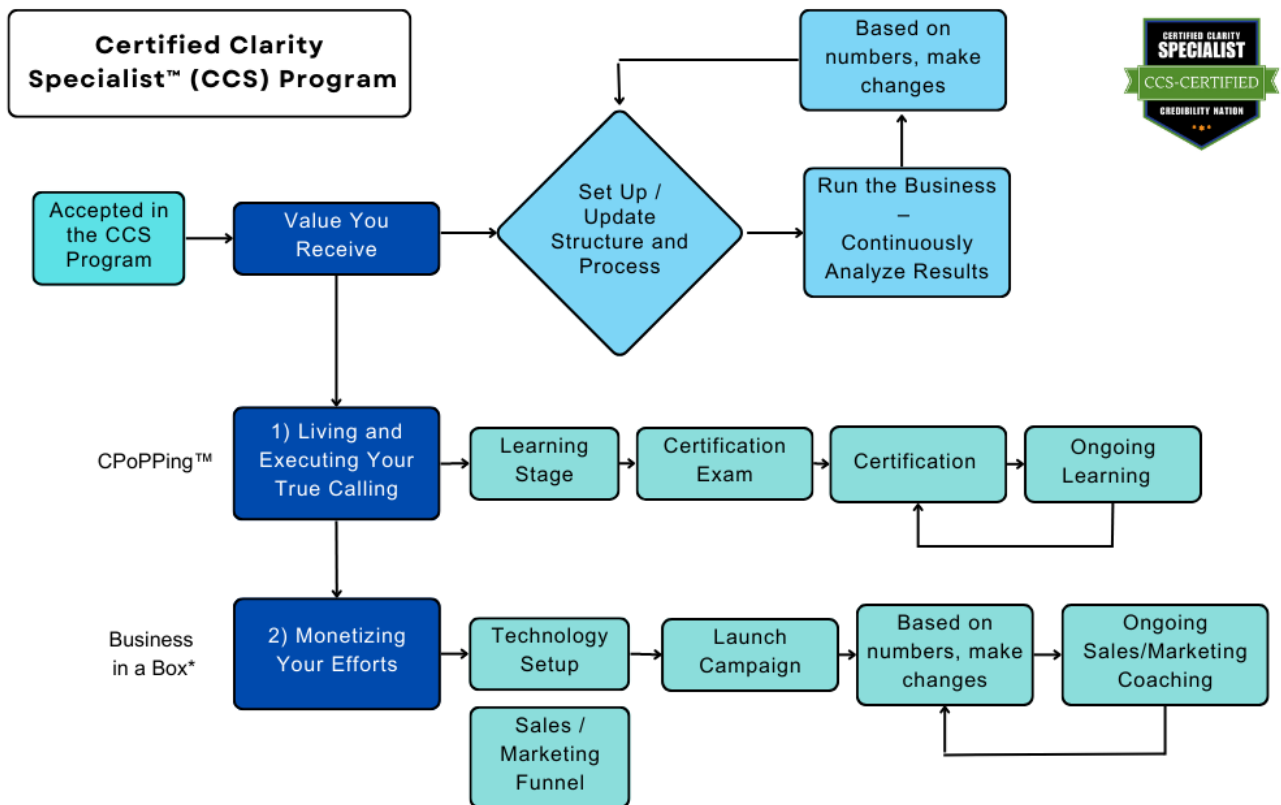 Certified Clarity
Specialist™ (CCS) Program
Based on
numbers, make
changes
CERTIFIED CLARITY
SPECIALIST
CCS-CERTIFIED
CREDIBILITY NATION
Accepted in
the CCS
Program
Value You
Receive
Set Up /
Update
Structure and
Process
Run the Business
–
Continuously
Analyze Results
CPoPPing™
1) Living and
Executing Your
True Calling
Learning
Stage
Certification
Exam
Certification
Ongoing
Learning
Business
in a Box*
2) Monetizing
Your Efforts
Technology
Setup
Launch
Campaign
Based on
numbers, make
changes
Ongoing
Sales/Marketing
Coaching
Sales /
Marketing
Funnel